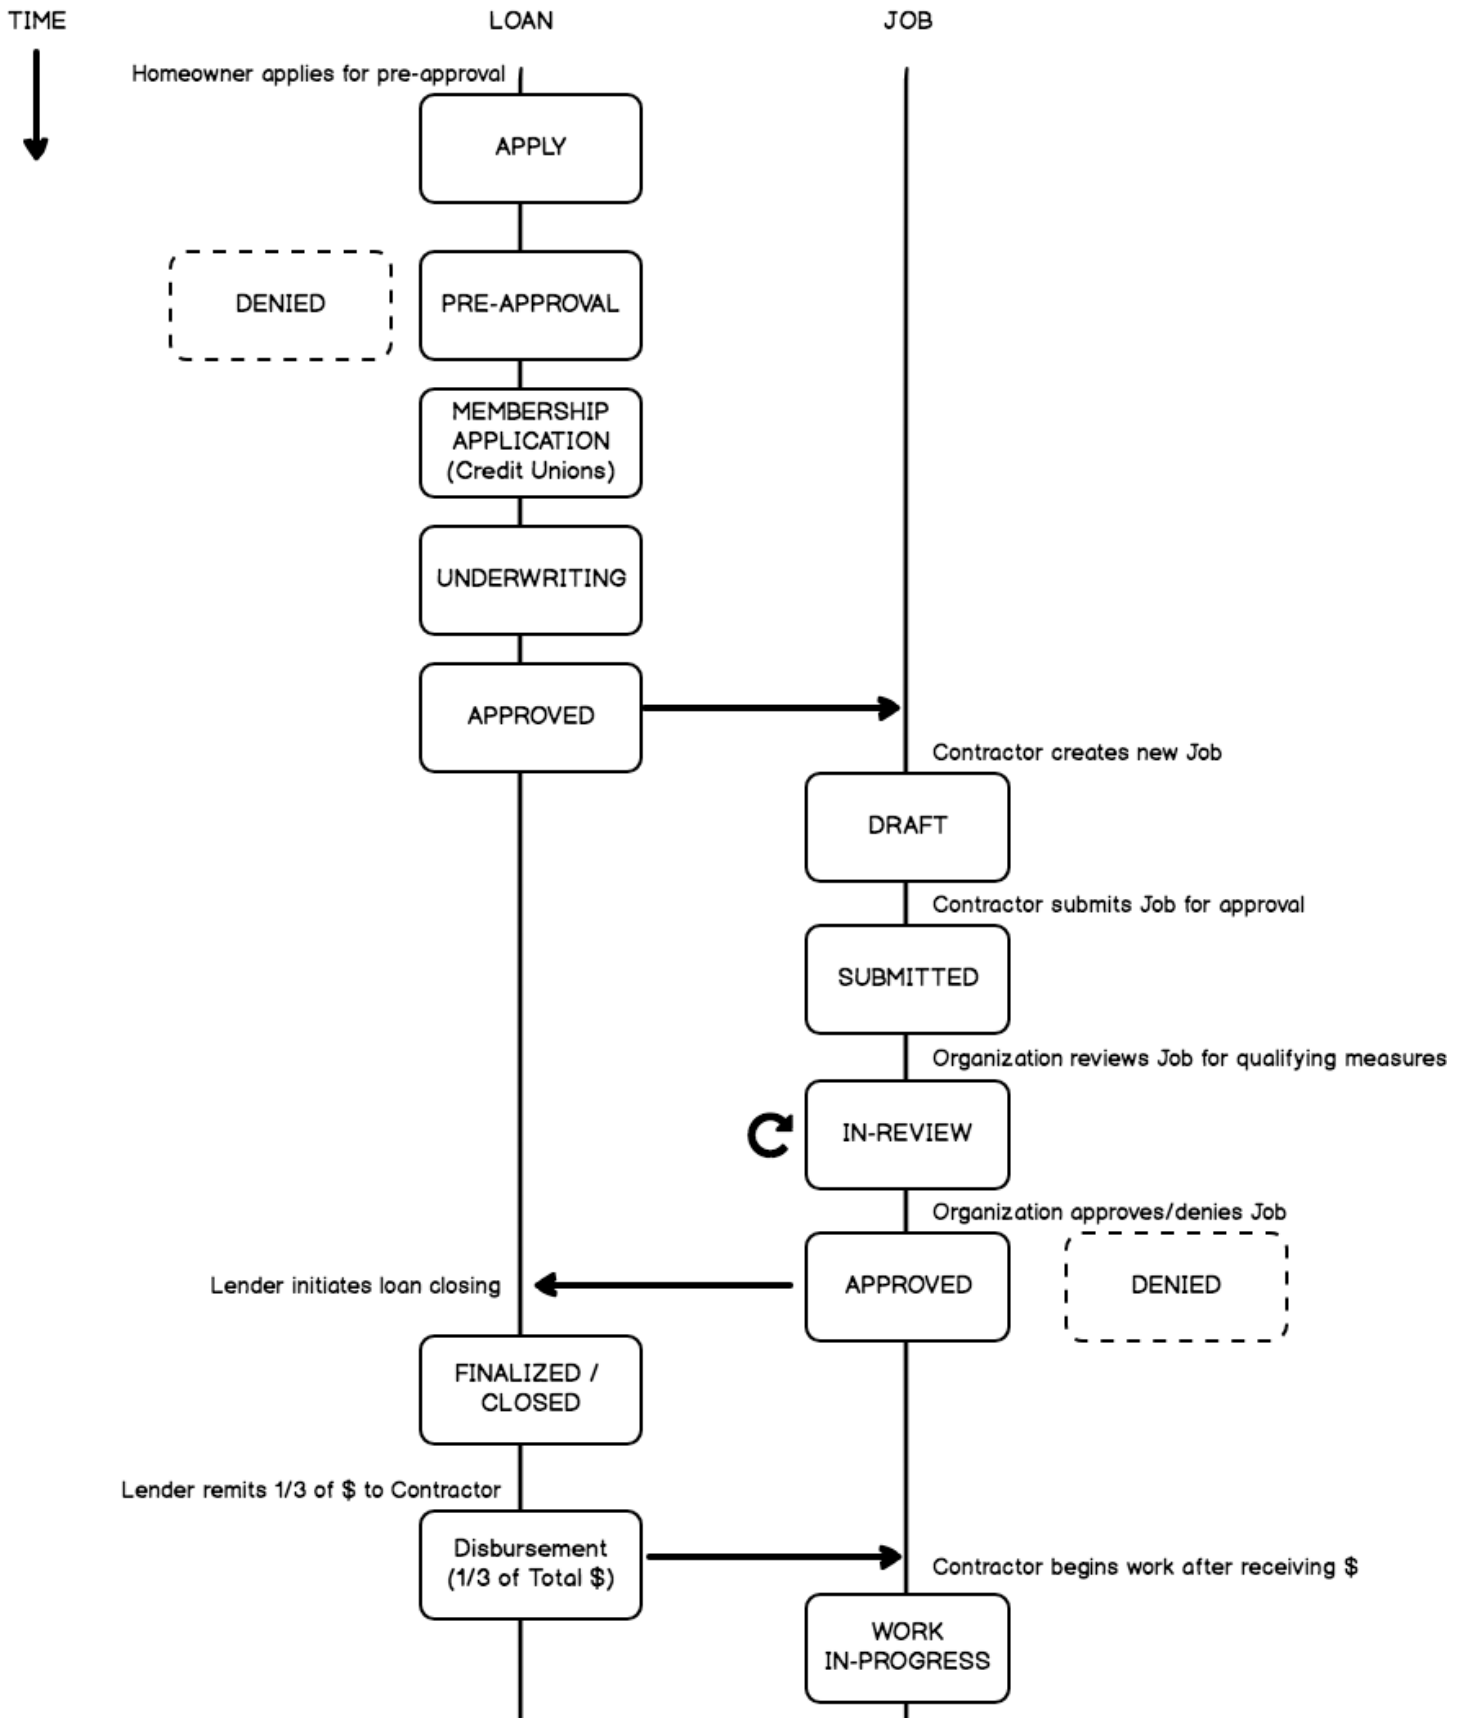 TIME
LOAN
JOB
Homeowner applies for pre-approval
APPLY
DENIED
PRE-APPROVAL
MEMBERSHIP
APPLICATION
(Credit Unions)
UNDERWRITING
APPROVED
Contractor creates new Job
DRAFT
Contractor submits Job for approval
SUBMITTED
Organization reviews Job for qualifying measures
IN-REVIEW
Organization approves/denies Job
Lender initiates loan closing
APPROVED
DENIED
FINALIZED /
CLOSED
Lender remits 1/3 of $ to Contractor
Disbursement
(1/3 of Total $)
Contractor begins work after receiving $
WORK
IN-PROGRESS